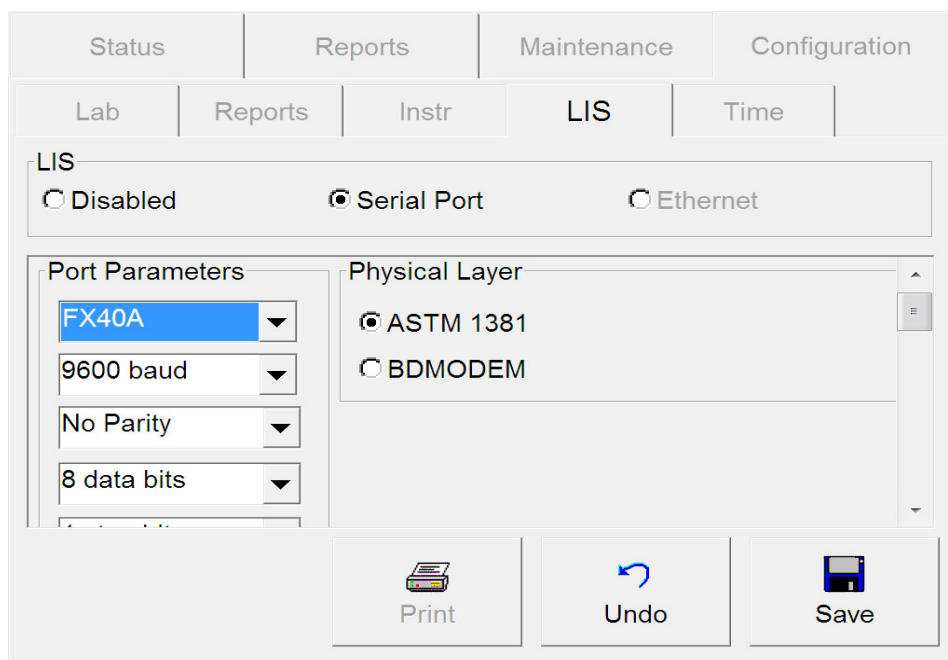 Status Reports Maintenance Configuration
Lab Reports Instr LIS Time
LIS
Disabled Serial Port Ethernet
Port Parameters Physical Layer
FX40A
ASTM 1381
9600 baud
BDMODEM
No Parity
8 data bits
Print Undo Save